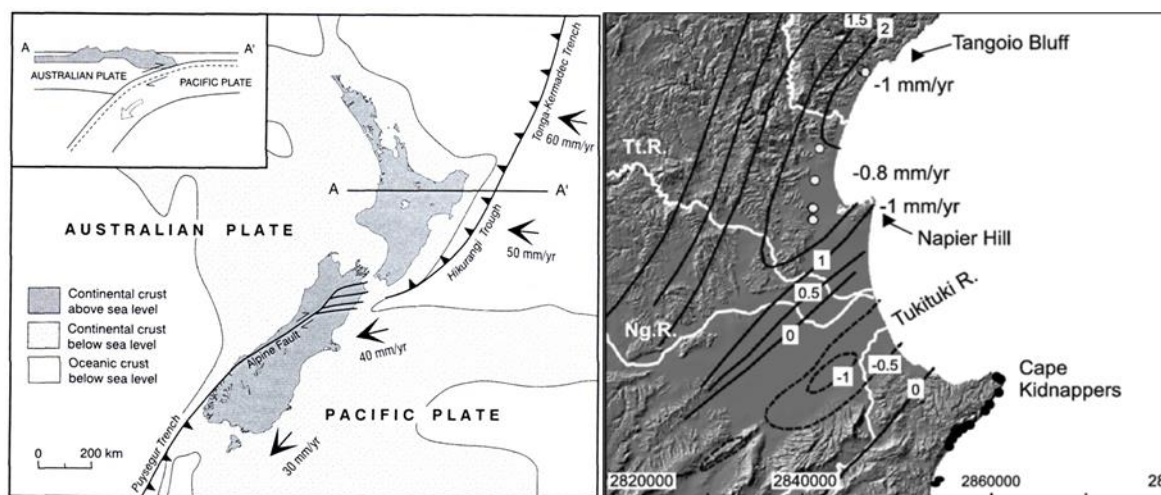 A
A'
AUSTRALIAN PLATE
PACIFIC PLATE
Tonga-Kermadec Trench
60 mm/yr
A
A'
AUSTRALIAN PLATE
Hikurangi Trough
50 mm/yr
Continental crust
above sea level
Continental crust
below sea level
Oceanic crust
below sea level
Alpine Fault
40 mm/yr
PACIFIC PLATE
0
200 km
Puysegur Trench
30 mm/yr
1.5
2
Tangoio Bluff
-1 mm/yr
Tt.R.
-0.8 mm/yr
-1 mm/yr
Napier Hill
1
0.5
0
Ng.R.
Tukituki R.
-0.5
-1
0
Cape
Kidnappers
2820000
2840000
2860000
28